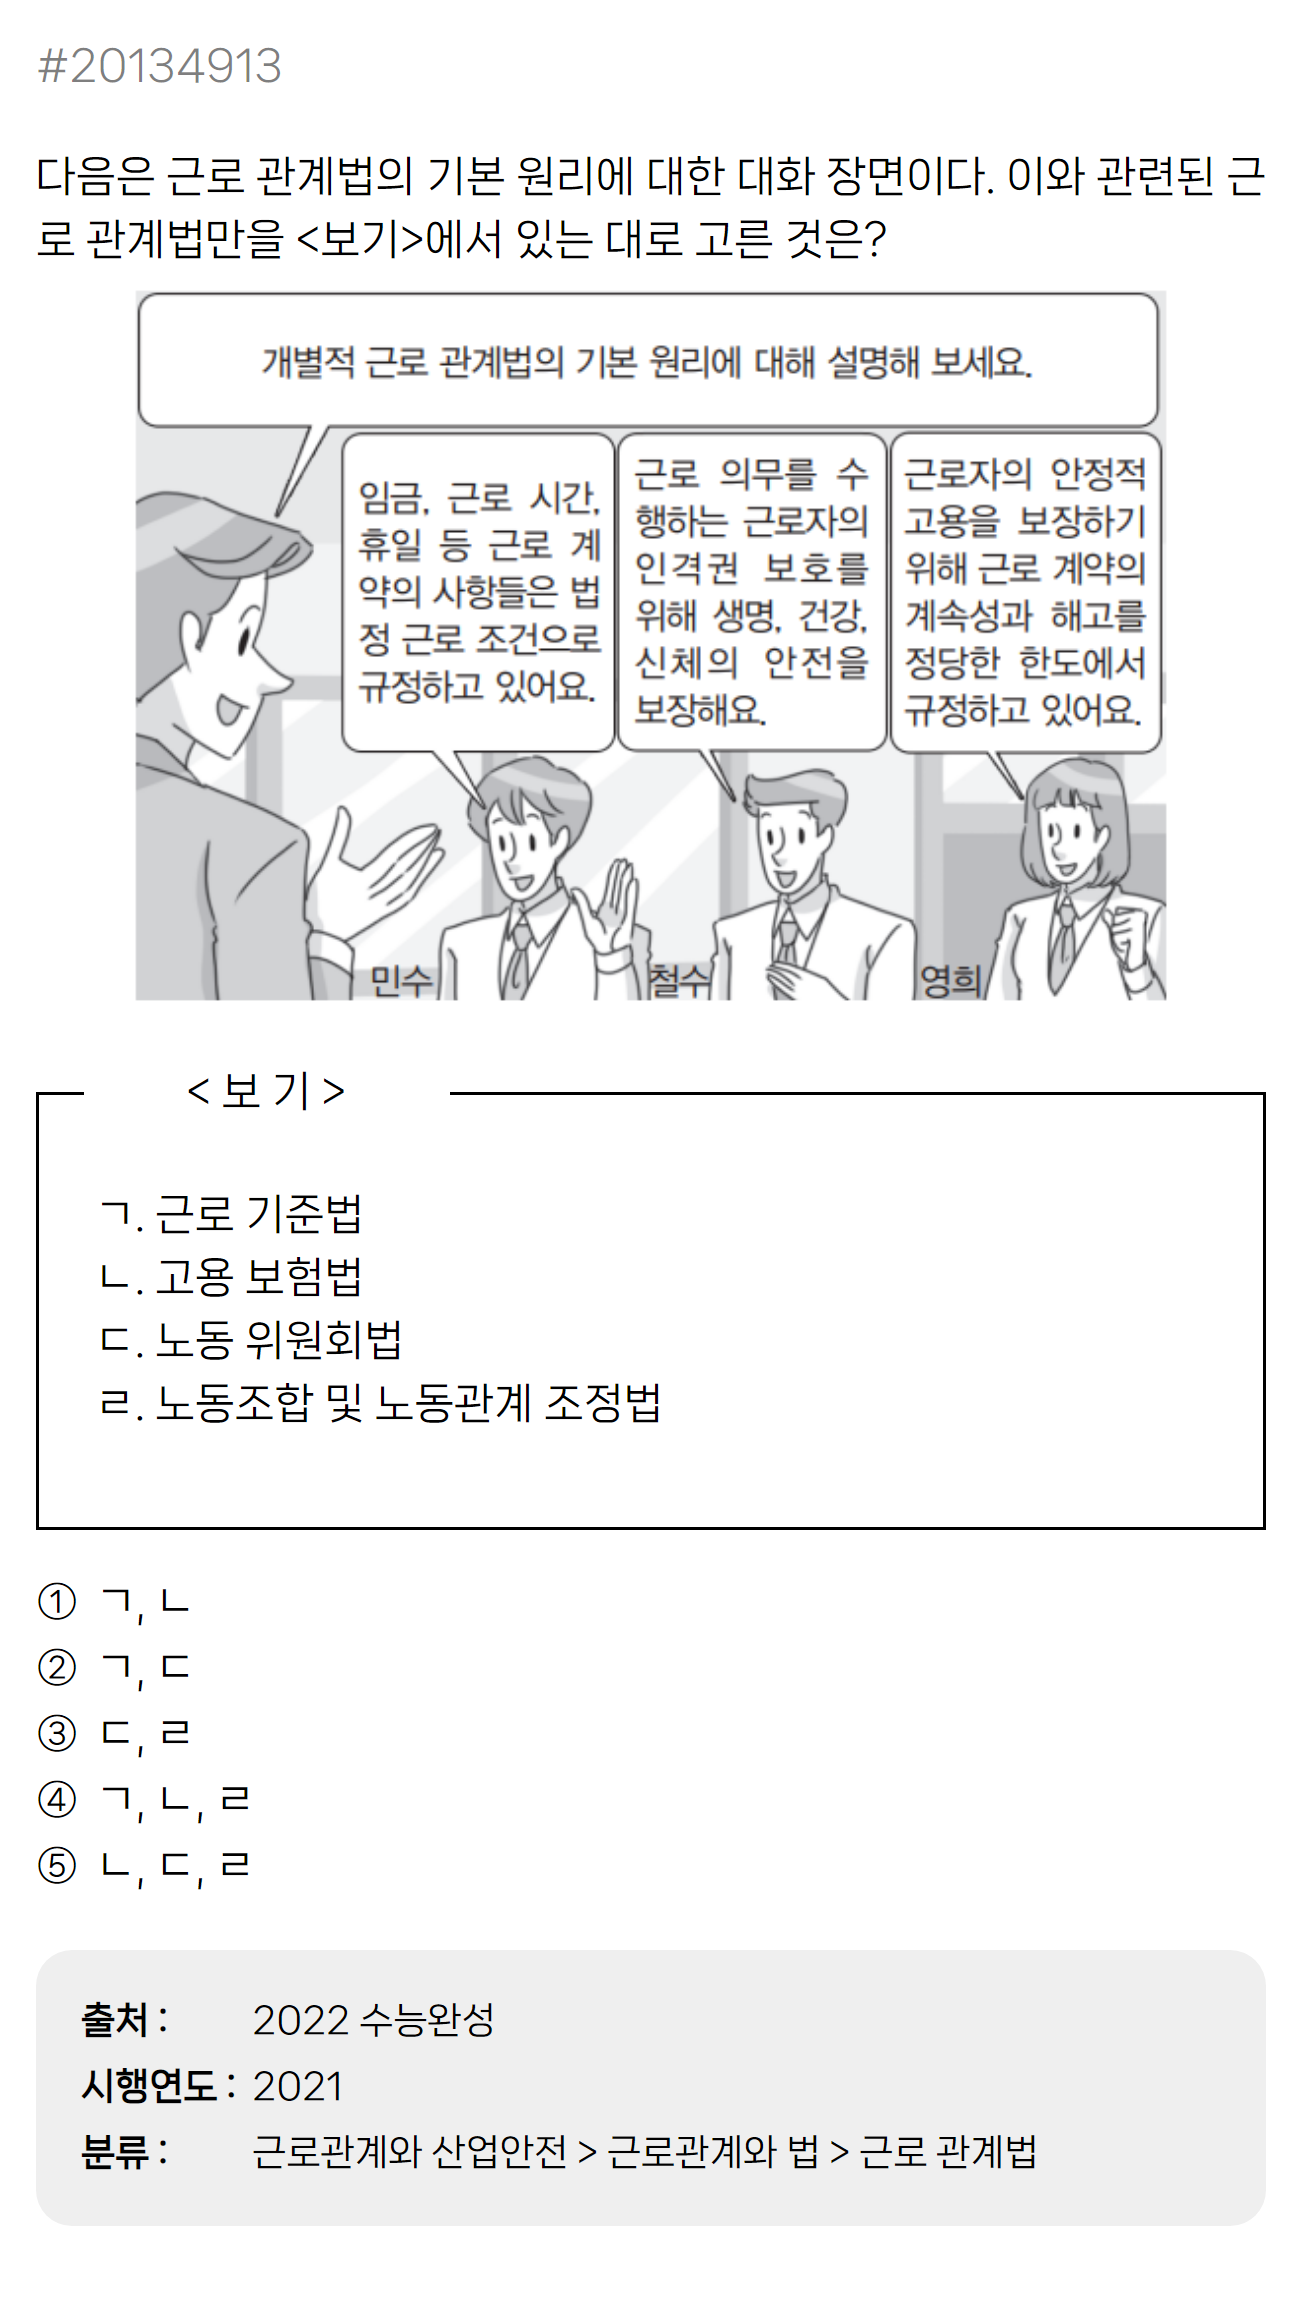 #20134913
다음은 근로 관계법의 기본 원리에 대한 대화 장면이다. 이와 관련된 근
로 관계법만을 <보기>에서 있는 대로 고른 것은?
개별적 근로 관계법의 기본 원리에 대해 설명해 보세요.
임금, 근로 시간,
휴일 등 근로 계
약의 사항들은 법
정 근로 조건으로
규정하고 있어요.
근로 의무를 수
행하는 근로자의
인격권 보호를
위해 생명, 건강,
신체의 안전을
보장해요.
근로자의 안정적
고용을 보장하기
위해 근로 계약의
계속성과 해고를
정당한 한도에서
규정하고 있어요.
민수
철수
영희
< 보 기 >
ㄱ. 근로 기준법
ㄴ. 고용 보험법
ㄷ. 노동 위원회법
ㄹ. 노동조합 및 노동관계 조정법
① ㄱ, ㄴ
② ㄱ, ㄷ
③ ㄷ, ㄹ
④ ㄱ, ㄴ, ㄹ
⑤ ㄴ, ㄷ, ㄹ
출처 : 2022 수능완성
시행연도 : 2021
분류 : 근로관계와 산업안전 > 근로관계와 법 > 근로 관계법